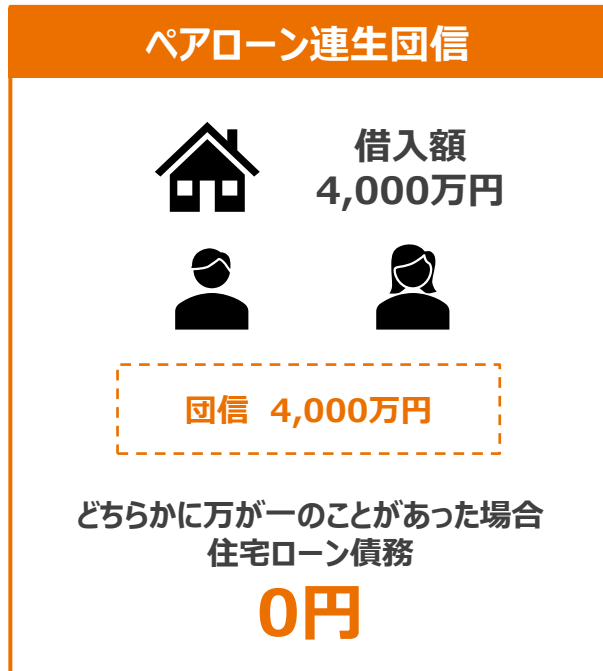 ペアローン連生団信
借入額
4,000万円
団信 4,000万円
どちらかに万が一のことがあった場合
住宅ローン債務
0円